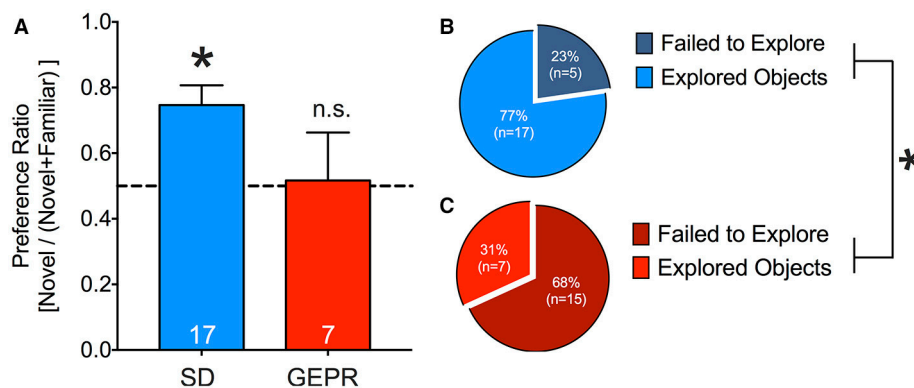 A
Preference Ratio
[Novel / (Novel+Familiar) ]
1.0
0.8
0.6
0.4
0.2
0.0
*
n.s.
17
7
SD
GEPR
B
23%
(n=5)
77%
(n=17)
Failed to Explore
Explored Objects
C
31%
(n=7)
68%
(n=15)
Failed to Explore
Explored Objects
*